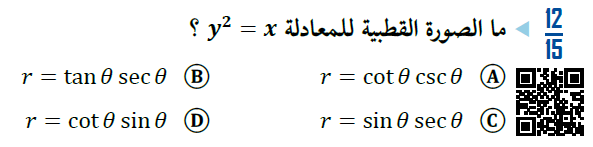 12/15 ما الصورة القطبية للمعادلة y² = x ؟
A r = cot θ csc θ B r = tan θ sec θ
C r = sin θ sec θ D r = cot θ sin θ